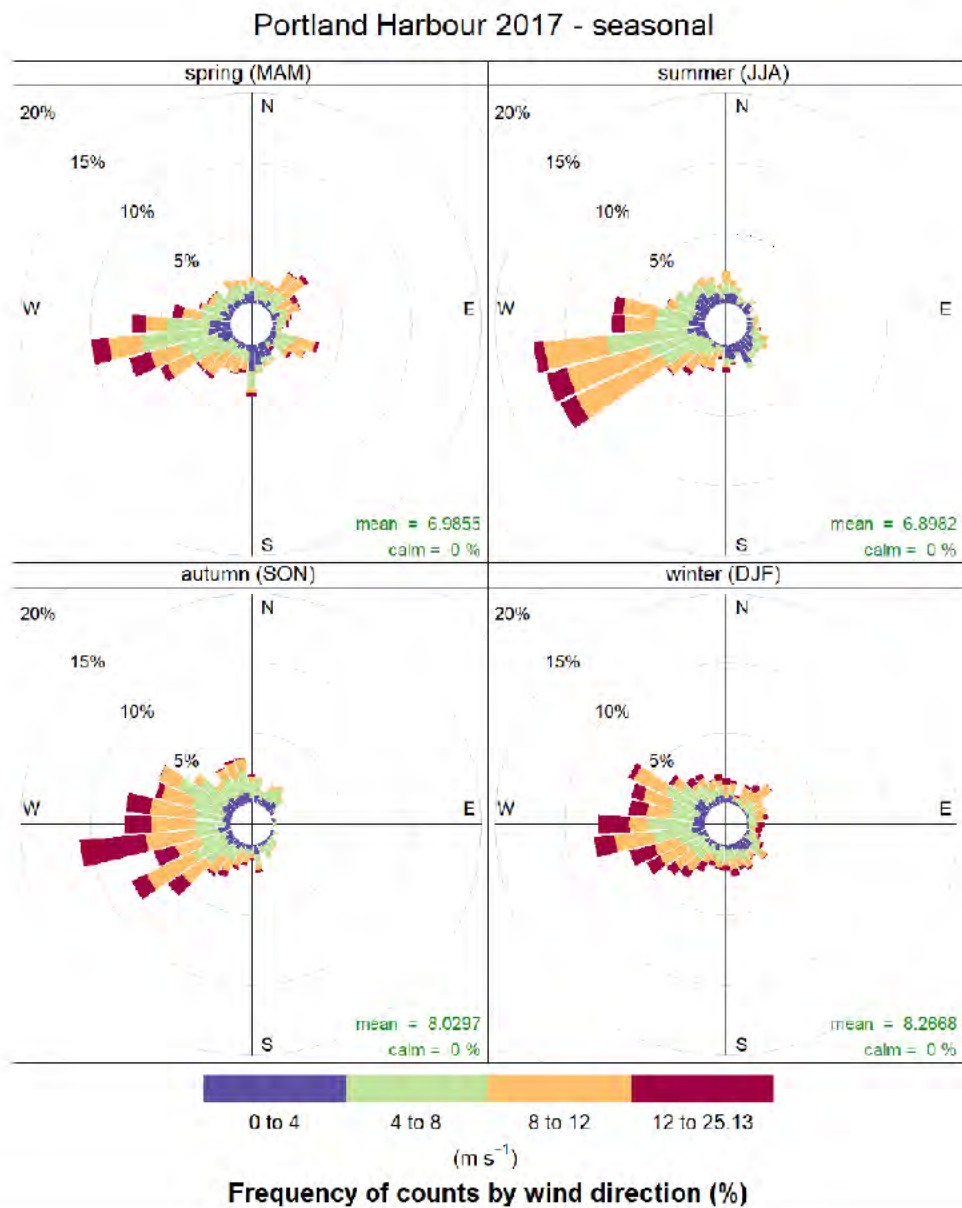 Portland Harbour 2017 - seasonal
spring (MAM)
summer (JJA)
20%
15%
10%
5%
N
W
E
S
mean = 6.9855
calm = 0 %
20%
15%
10%
5%
N
W
E
S
mean = 6.8982
calm = 0 %
autumn (SON)
winter (DJF)
20%
15%
10%
5%
N
W
E
S
mean = 8.0297
calm = 0 %
20%
15%
10%
5%
N
W
E
S
mean = 8.2668
calm = 0 %
0 to 4
4 to 8
8 to 12
12 to 25.13
(m s⁻¹)
Frequency of counts by wind direction (%)